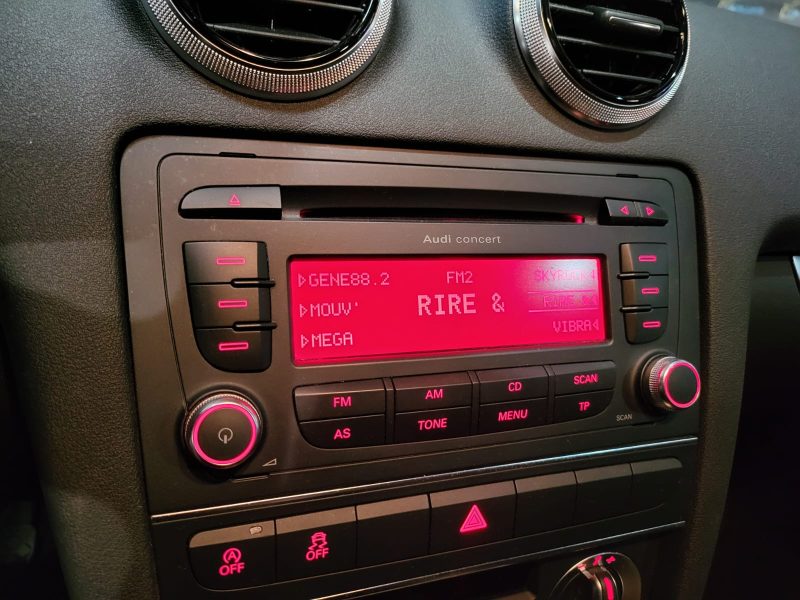 Audi concert
GENE88.2 FM2 SKYROCK
MOUV' RIRE & RIRE &
MEGA VIBRA
FM AM CD SCAN
AS TONE MENU TP
SCAN
A OFF OFF